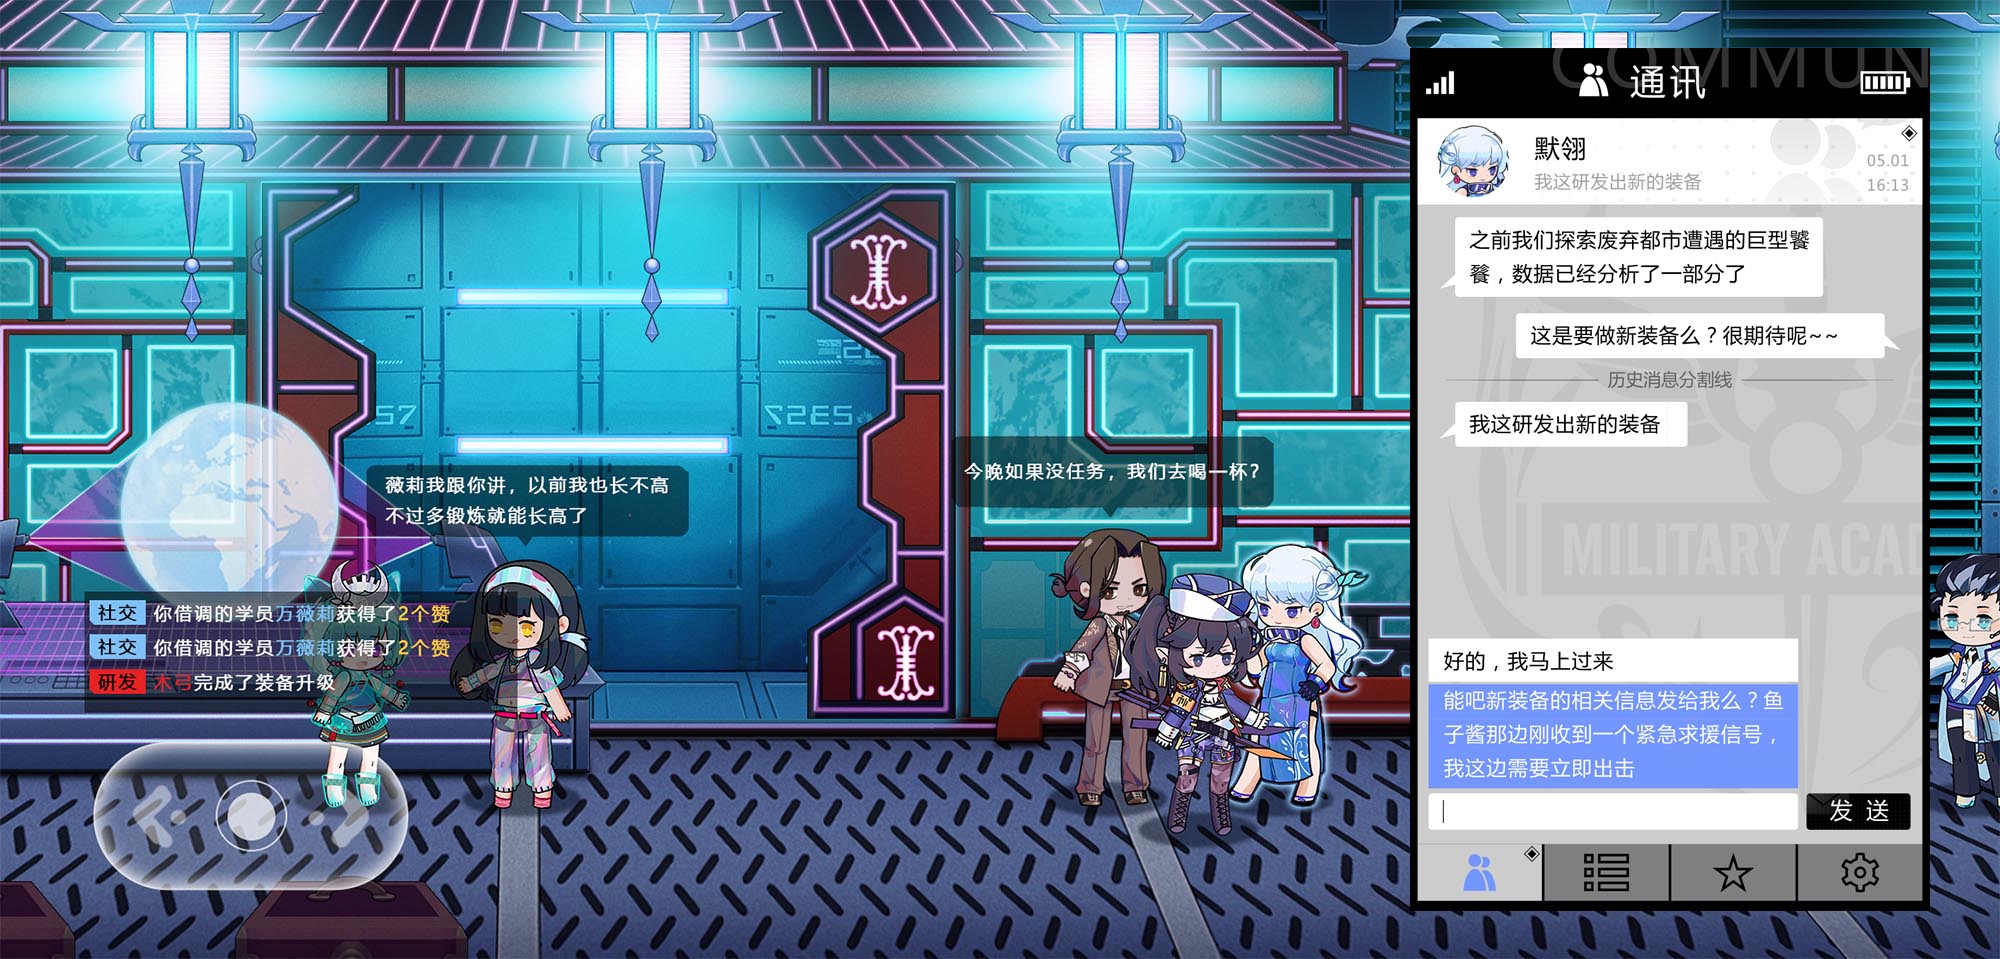 COMMUN
通讯
默翎
我这研发出新的装备
05.01
16:13
之前我们探索废弃都市遭遇的巨型饕
餮，数据已经分析了一部分了
这是要做新装备么？很期待呢~~
历史消息分割线
我这研发出新的装备
MILITARY ACAD
好的，我马上过来
能吧新装备的相关信息发给我么？鱼
子酱那边刚收到一个紧急求援信号，
我这边需要立即出击
发 送
薇莉我跟你讲，以前我也长不高
不过多锻炼就能长高了
今晚如果没任务，我们去喝一杯？
社交 你借调的学员万薇莉获得了2个赞
社交 你借调的学员万薇莉获得了2个赞
研发 木弓完成了装备升级